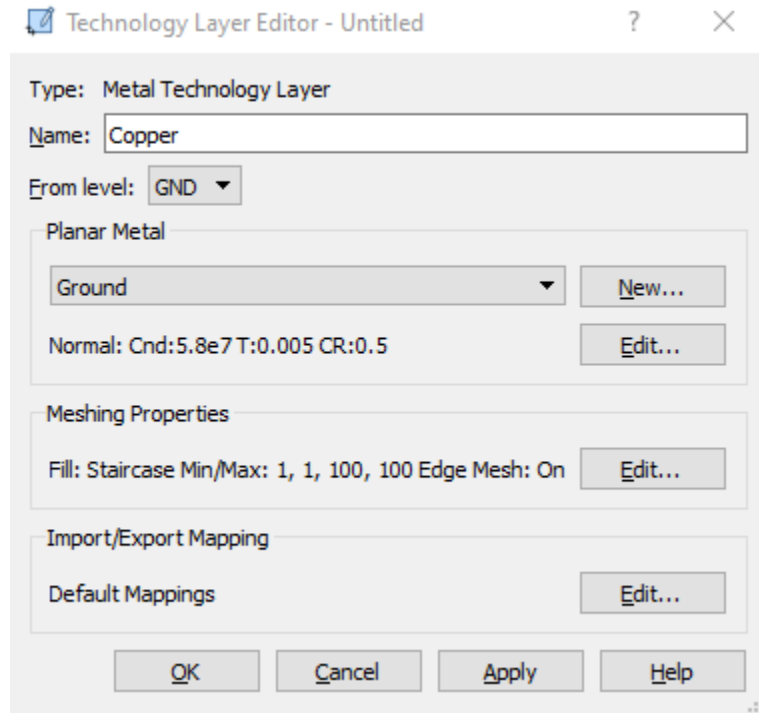 Technology Layer Editor - Untitled ? ×
Type: Metal Technology Layer
Name: Copper
From level: GND
Planar Metal
Ground New...
Normal: Cnd:5.8e7 T:0.005 CR:0.5 Edit...
Meshing Properties
Fill: Staircase Min/Max: 1, 1, 100, 100 Edge Mesh: On Edit...
Import/Export Mapping
Default Mappings Edit...
OK Cancel Apply Help